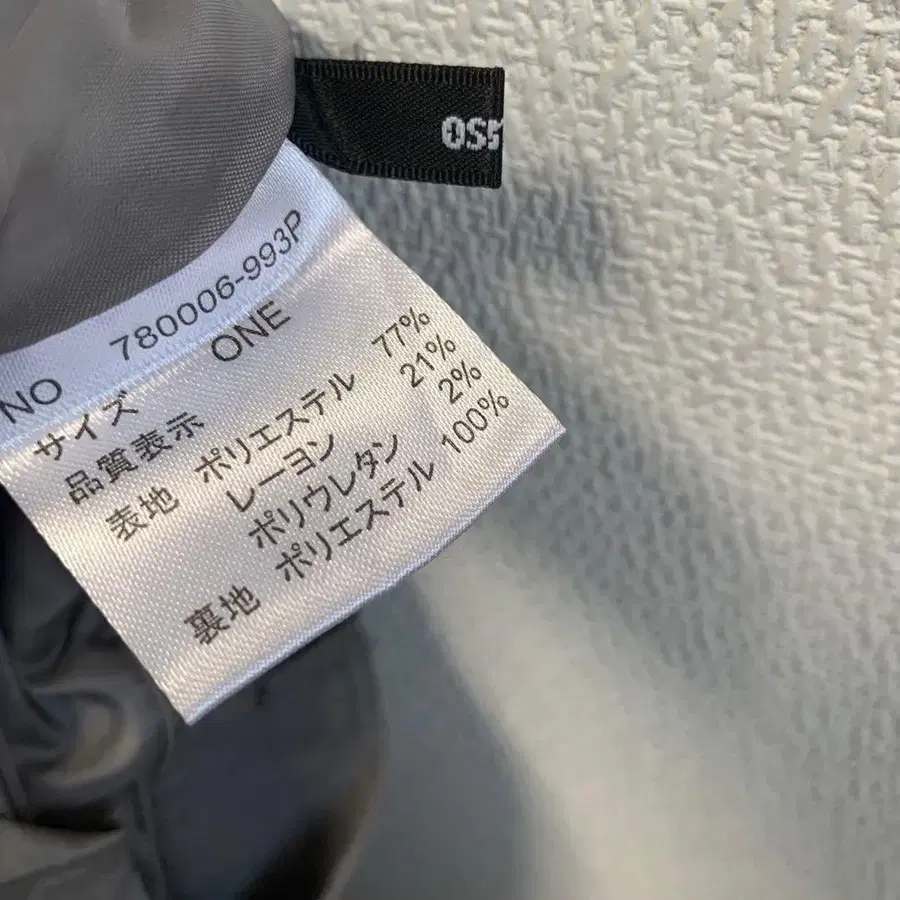 NO 780006-993P
サイズ ONE
品質表示
表地 ポリエステル 77%
レーヨン 21%
ポリウレタン 2%
裏地 ポリエステル 100%